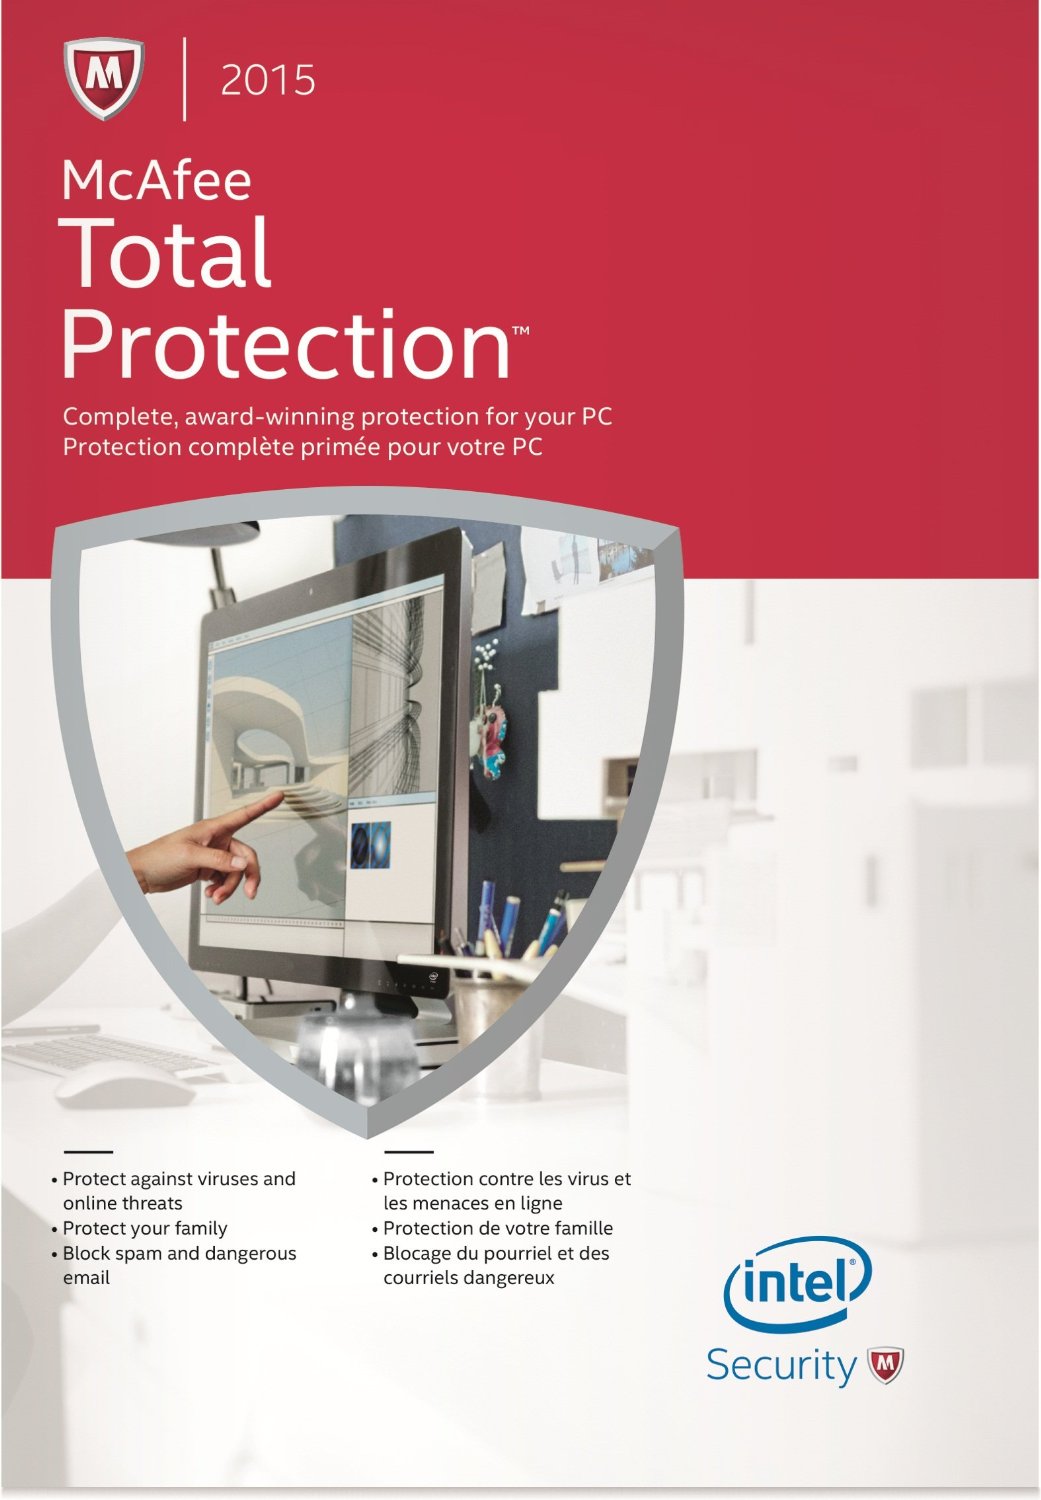 M
2015
McAfee
Total
Protection™
Complete, award-winning protection for your PC
Protection complète primée pour votre PC
• Protect against viruses and
online threats
• Protect your family
• Block spam and dangerous
email
• Protection contre les virus et
les menaces en ligne
• Protection de votre famille
• Blocage du pourriel et des
courriels dangereux
intel®
Security M